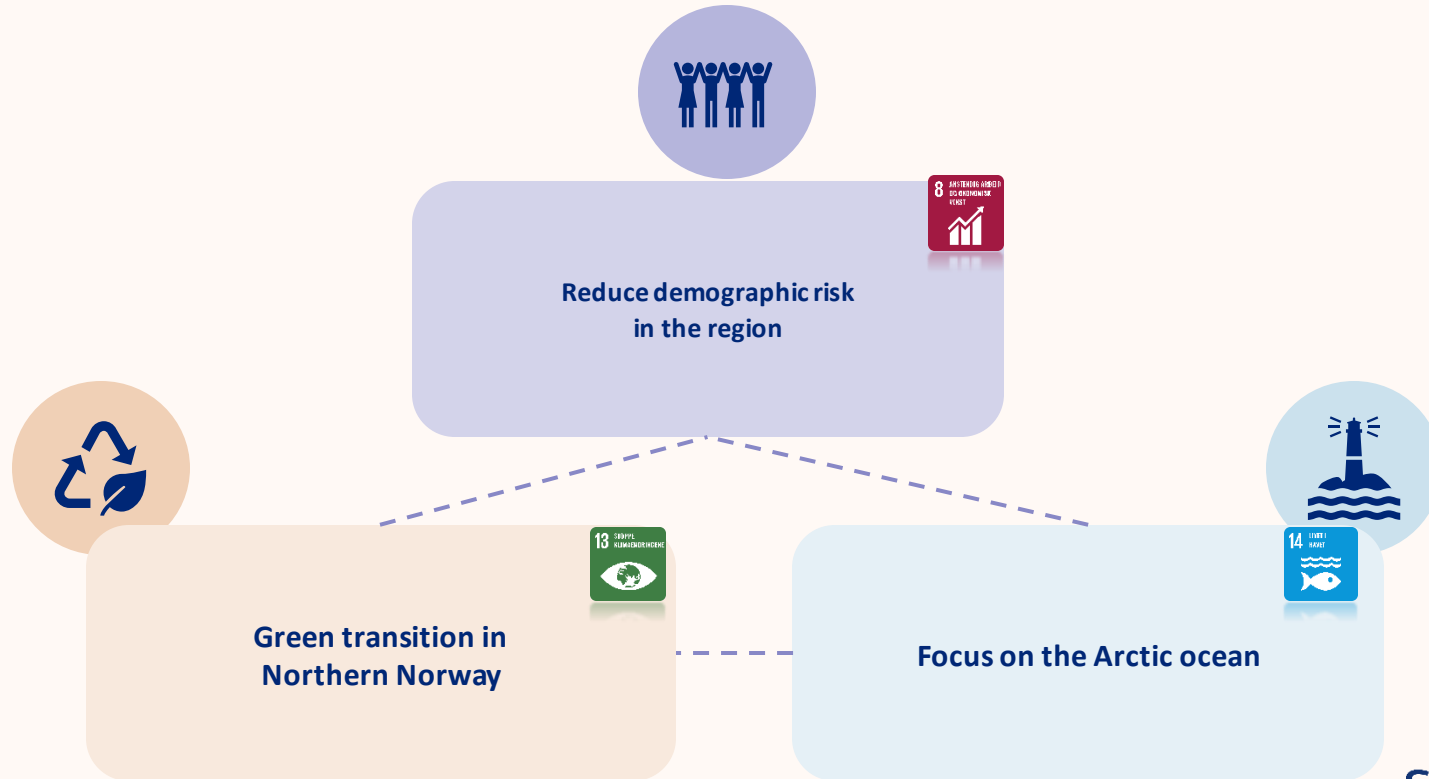 8 ANSTENDIG ARBEID
OG ØKONOMISK
VEKST
Reduce demographic risk
in the region
13 STOPPE
KLIMAENDRINGENE
14 LIVET I
HAVET
Green transition in
Northern Norway
Focus on the Arctic ocean